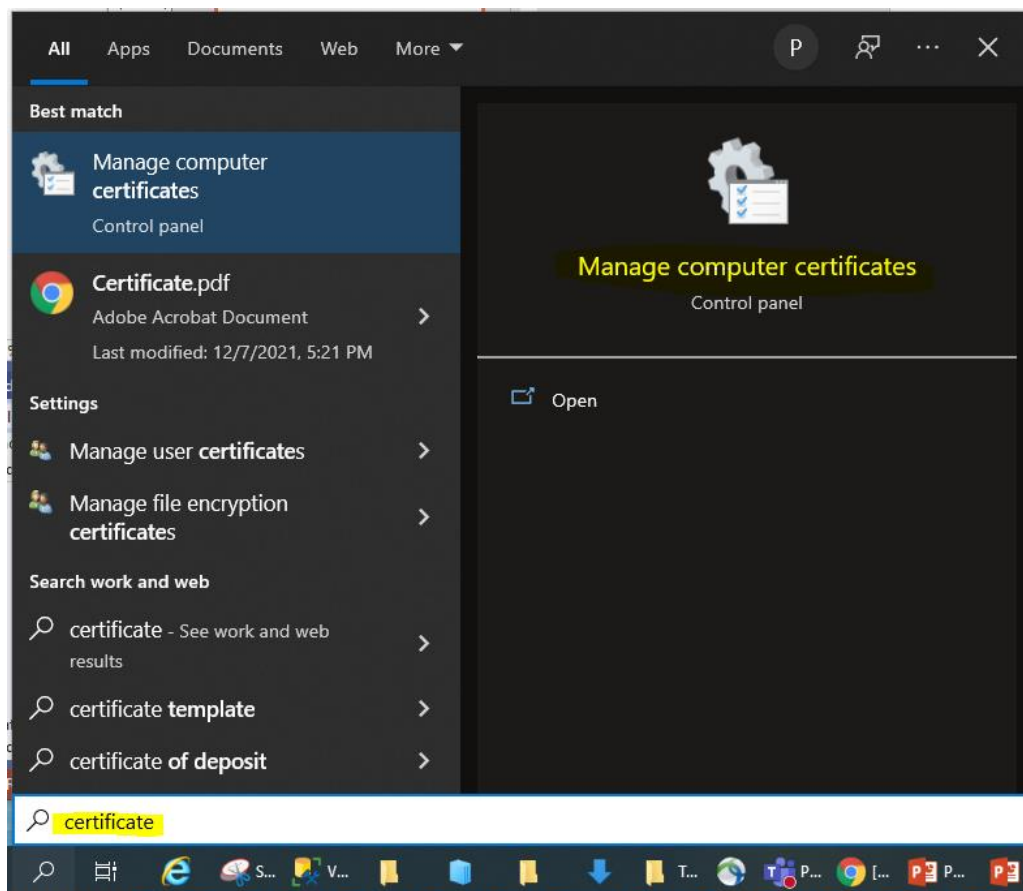 All Apps Documents Web More P
Best match
Manage computer
certificates
Control panel
Certificate.pdf
Adobe Acrobat Document
Last modified: 12/7/2021, 5:21 PM
Settings
Manage user certificates
Manage file encryption
certificates
Search work and web
certificate - See work and web
results
certificate template
certificate of deposit
Manage computer certificates
Control panel
Open
certificate
S... V... T... P... [... P...